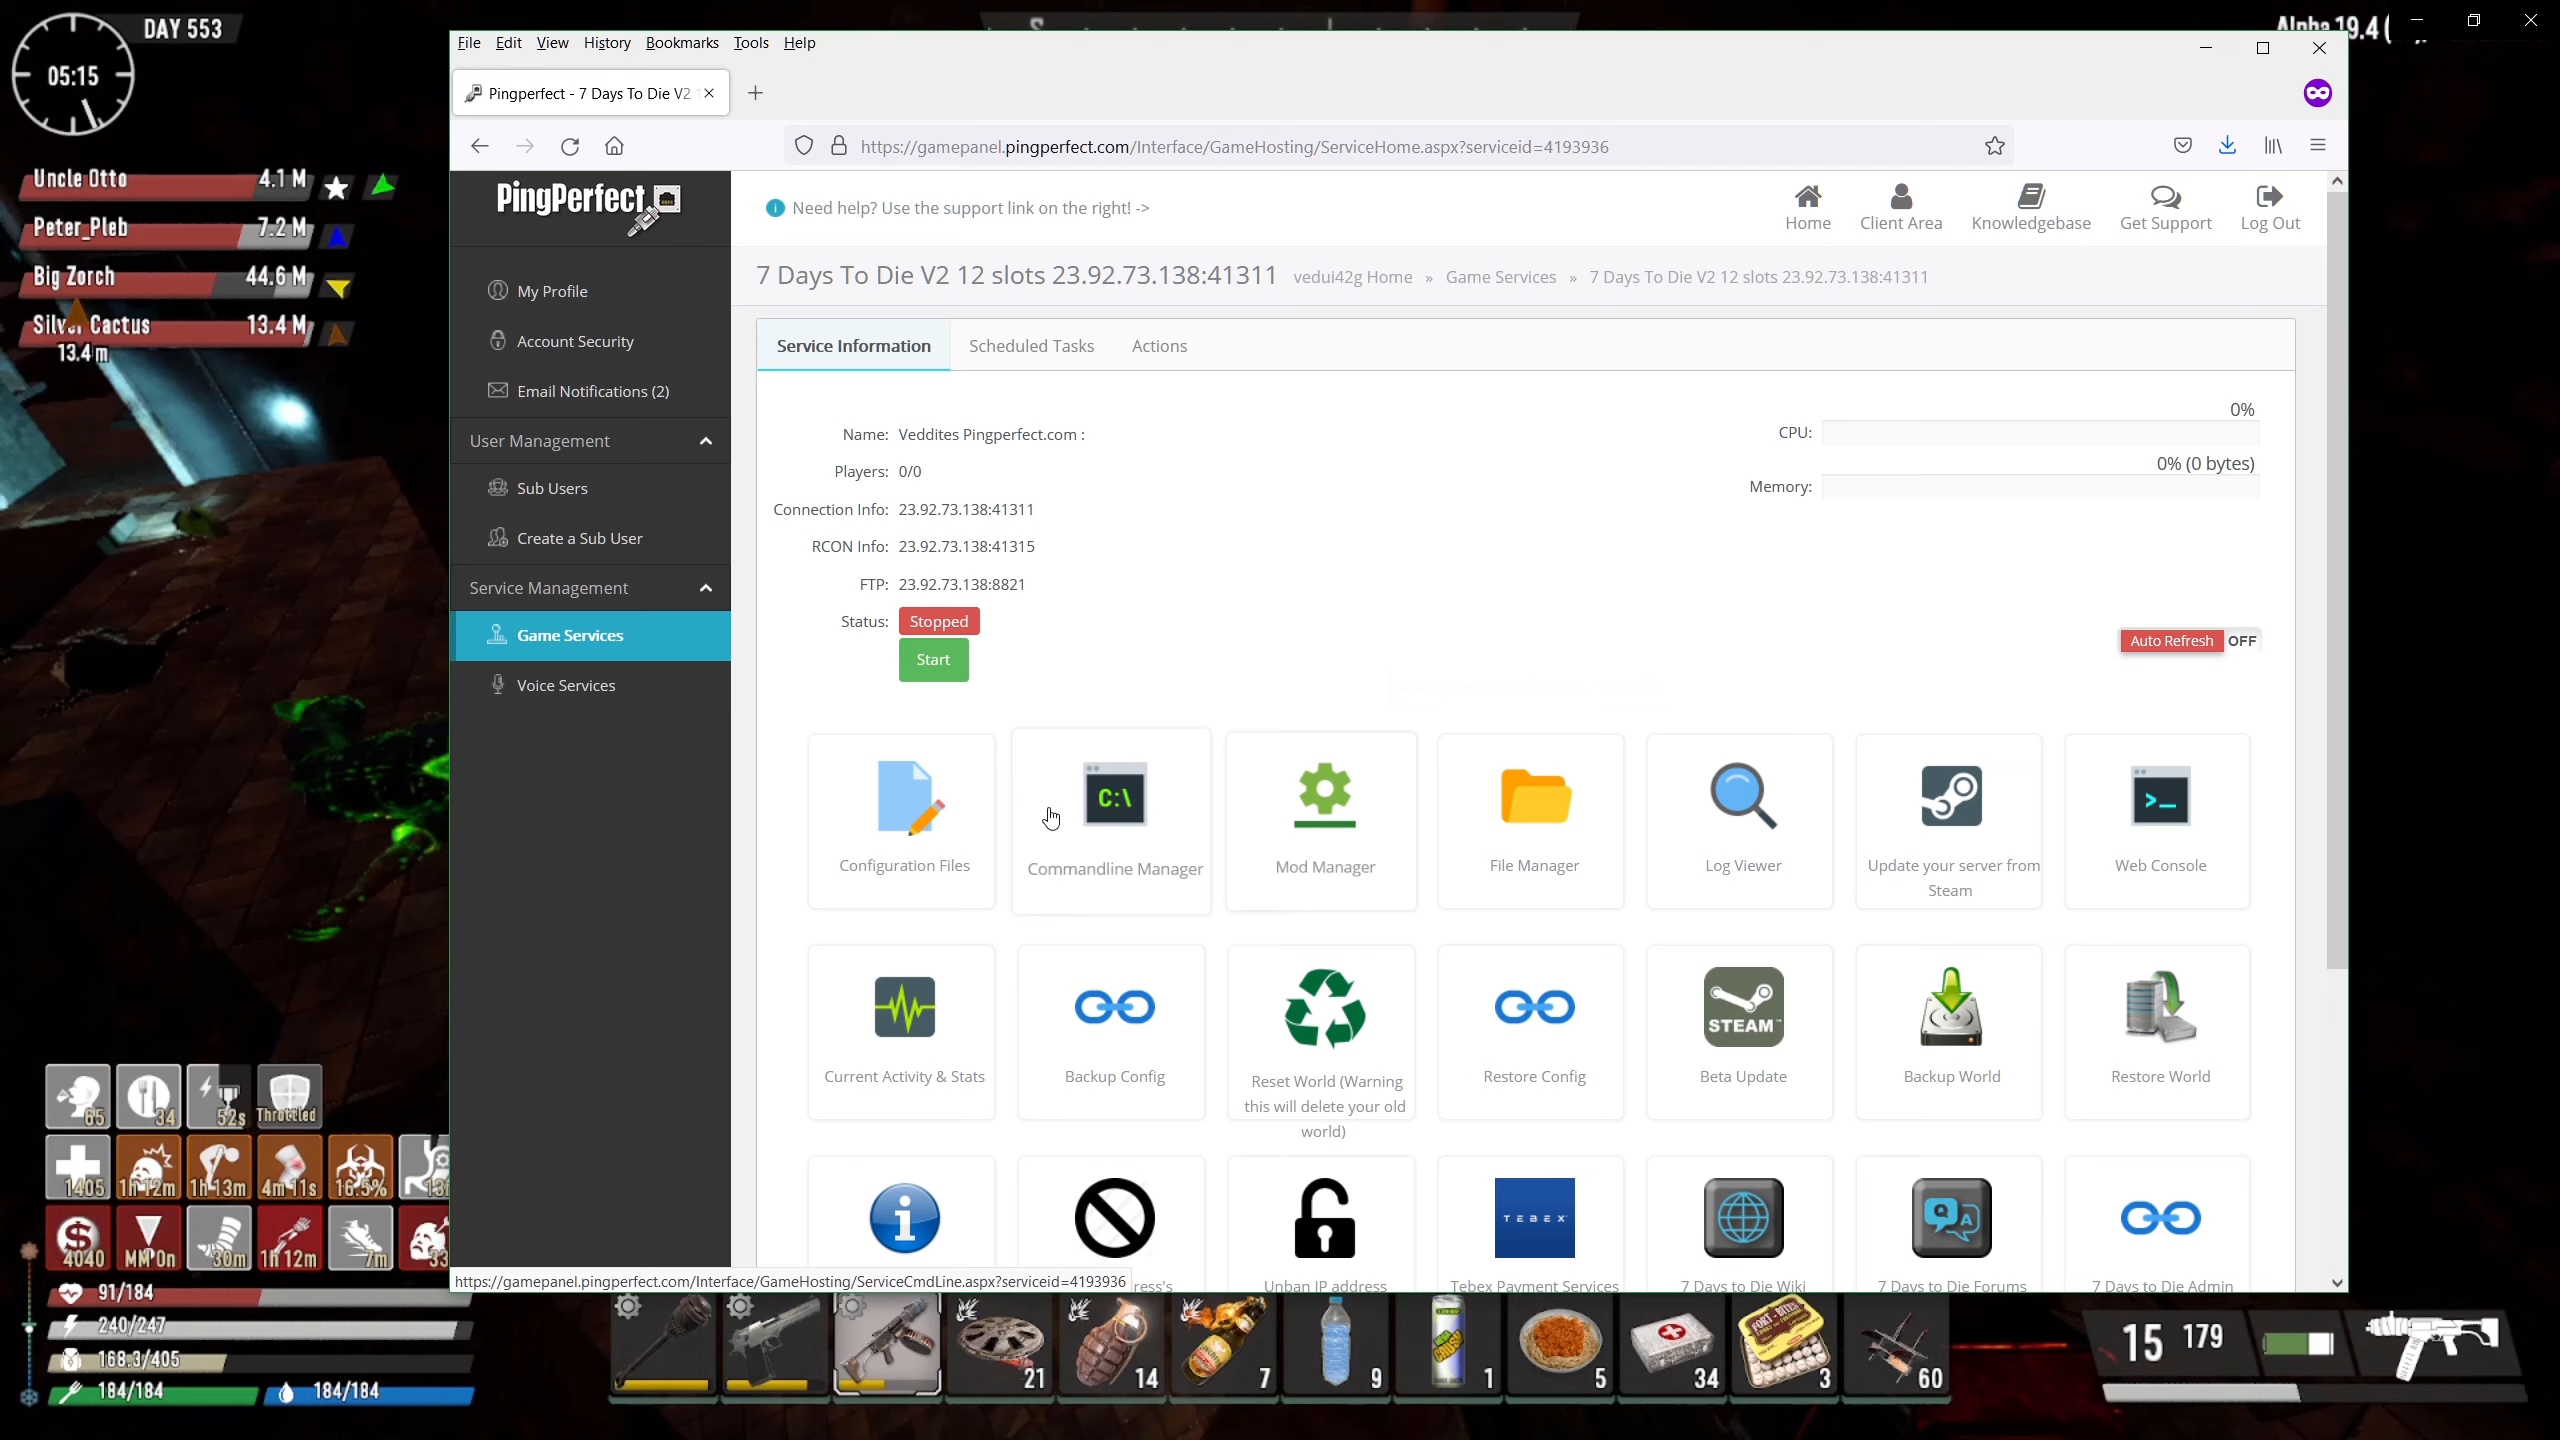 DAY 553
05:15
Uncle Otto 4.1 M
Peter_Pleb 7.2 M
Big Zorch 44.6 M
Silver Cactus 13.4 M
13.4 m
Alpha 19.4 (
File Edit View History Bookmarks Tools Help
Pingperfect - 7 Days To Die V2
https://gamepanel.pingperfect.com/Interface/GameHosting/ServiceHome.aspx?serviceid=4193936
PingPerfect
Need help? Use the support link on the right! ->
Home
Client Area
Knowledgebase
Get Support
Log Out
My Profile
Account Security
Email Notifications (2)
User Management
Sub Users
Create a Sub User
Service Management
Game Services
Voice Services
7 Days To Die V2 12 slots 23.92.73.138:41311
vedui42g Home » Game Services » 7 Days To Die V2 12 slots 23.92.73.138:41311
Service Information
Scheduled Tasks
Actions
Name: Veddites Pingperfect.com :
Players: 0/0
Connection Info: 23.92.73.138:41311
RCON Info: 23.92.73.138:41315
FTP: 23.92.73.138:8821
Status: Stopped
Start
0%
CPU:
0% (0 bytes)
Memory:
Auto Refresh OFF
Configuration Files
C:\
Commandline Manager
Mod Manager
File Manager
Log Viewer
Update your server from
Steam
>_
Web Console
Current Activity & Stats
Backup Config
Reset World (Warning
this will delete your old
world)
Restore Config
STEAM™
Beta Update
Backup World
Restore World
ress's
Unban IP address
TEBEX
Tebex Payment Services
7 Days to Die Wiki
Q A
7 Days to Die Forums
7 Days to Die Admin
https://gamepanel.pingperfect.com/Interface/GameHosting/ServiceCmdLine.aspx?serviceid=4193936
65
34
52s
Throttled
1405
1h 12m
1h 13m
4m 11s
16.5%
4040
MM On
30m
1h 12m
7m
33
91/184
240/247
168.3/405
184/184
184/184
21
14
7
9
1
5
34
3
60
15 179